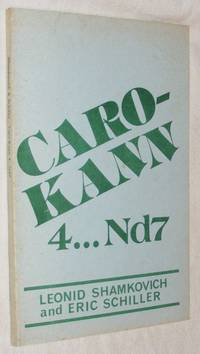 CARO-
KANN
4... Nd7
LEONID SHAMKOVICH
and ERIC SCHILLER